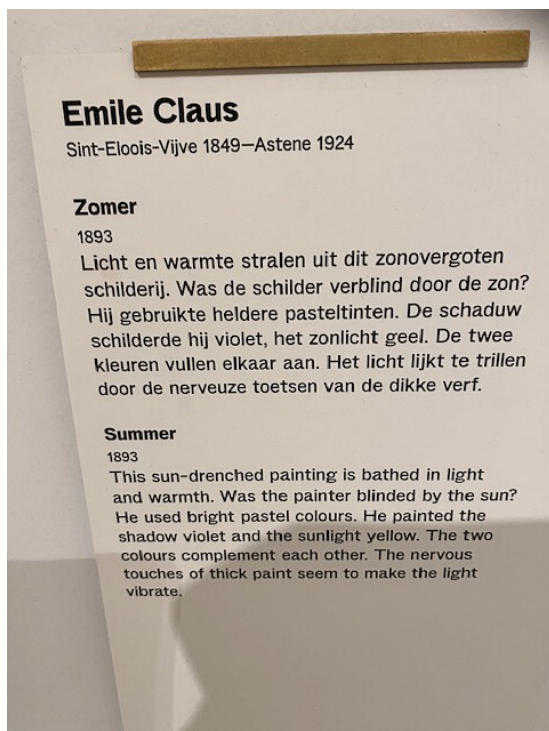 Emile Claus
Sint-Eloois-Vijve 1849—Astene 1924
Zomer
1893
Licht en warmte stralen uit dit zonovergoten
schilderij. Was de schilder verblind door de zon?
Hij gebruikte heldere pasteltinten. De schaduw
schilderde hij violet, het zonlicht geel. De twee
kleuren vullen elkaar aan. Het licht lijkt te trillen
door de nerveuze toetsen van de dikke verf.
Summer
1893
This sun-drenched painting is bathed in light
and warmth. Was the painter blinded by the sun?
He used bright pastel colours. He painted the
shadow violet and the sunlight yellow. The two
colours complement each other. The nervous
touches of thick paint seem to make the light
vibrate.